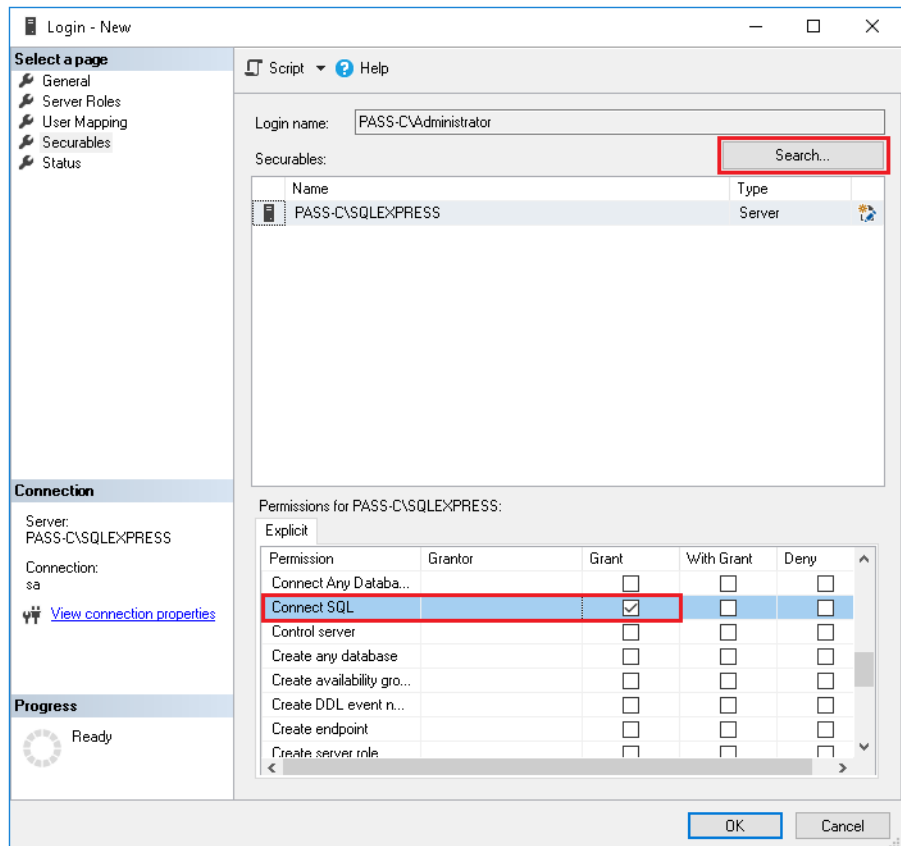 Login - New
Select a page
General
Server Roles
User Mapping
Securables
Status
Script Help
Login name: PASS-C\Administrator
Securables: Search...
Name Type
PASS-C\SQLEXPRESS Server
Connection
Server:
PASS-C\SQLEXPRESS
Connection:
sa
View connection properties
Progress
Ready
Permissions for PASS-C\SQLEXPRESS:
Explicit
Permission Grantor Grant With Grant Deny
Connect Any Databa...
Connect SQL
Control server
Create any database
Create availability gro...
Create DDL event n...
Create endpoint
Create server role
OK Cancel